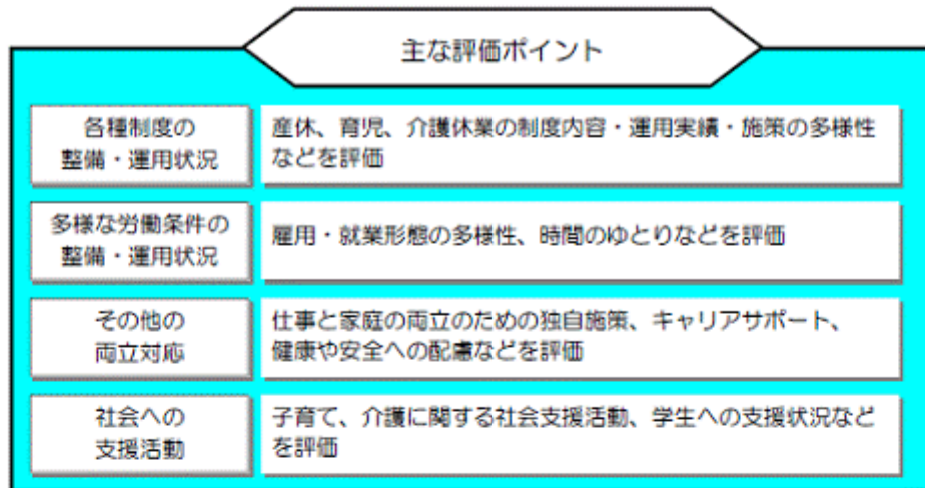 主な評価ポイント
各種制度の
整備・運用状況
産休、育児、介護休業の制度内容・運用実績・施策の多様性
などを評価
多様な労働条件の
整備・運用状況
雇用・就業形態の多様性、時間のゆとりなどを評価
その他の
両立対応
仕事と家庭の両立のための独自施策、キャリアサポート、
健康や安全への配慮などを評価
社会への
支援活動
子育て、介護に関する社会支援活動、学生への支援状況など
を評価